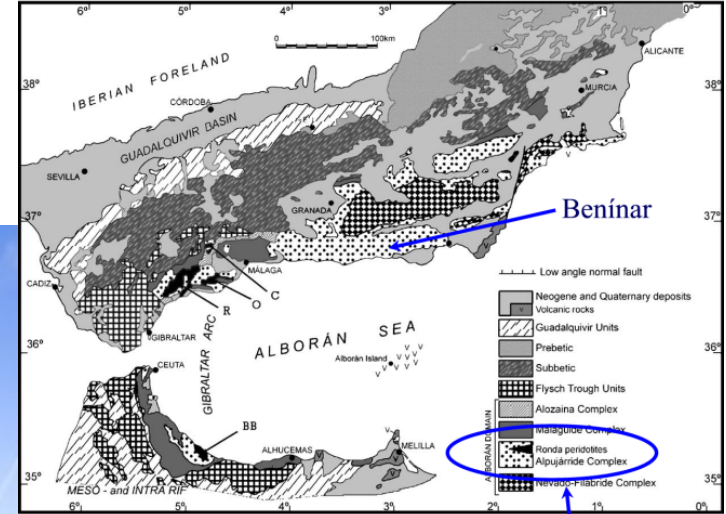 100km
0
6°
5°
4°
3°
2°
1°
0°
IBERIAN FORELAND
ALICANTE
38°
38°
MURCIA
CÓRDOBA
GUADALQUIVIR BASIN
SEVILLA
V
GRANADA
37°
37°
Benínar
MÁLAGA
V
V
CADIZ
C
O
R
Low angle normal fault
Neogene and Quaternary deposits
V Volcanic rocks
Guadalquivir Units
Prebetic
Subbetic
Flysch Trough Units
Alozaina Complex
Malaguide Complex
Ronda peridotites
Alpujárride Complex
Nevado-Filábride Complex
ALBORÁN DOMAIN
GIBRALTAR
GIBRALTAR ARC
ALBORÁN SEA
36°
36°
Alborán Island
V V V V
CEUTA
BB
ALHUCEMAS
V
V
MELILLA
V
35°
35°
MESO - and INTRA RIF
6°
5°
4°
3°
2°
1°